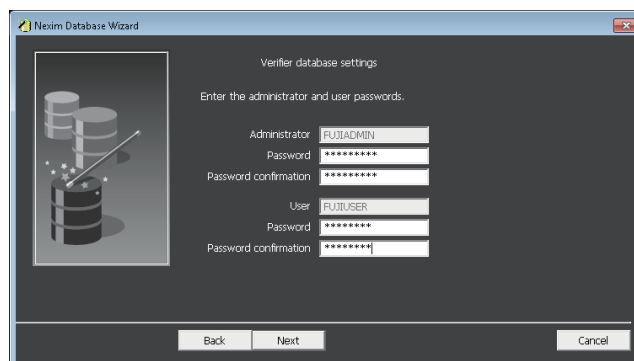 Nexim Database Wizard
Verifier database settings
Enter the administrator and user passwords.
Administrator FUJIADMIN
Password *********
Password confirmation *********
User FUJIUSER
Password ********
Password confirmation ********
Back Next Cancel